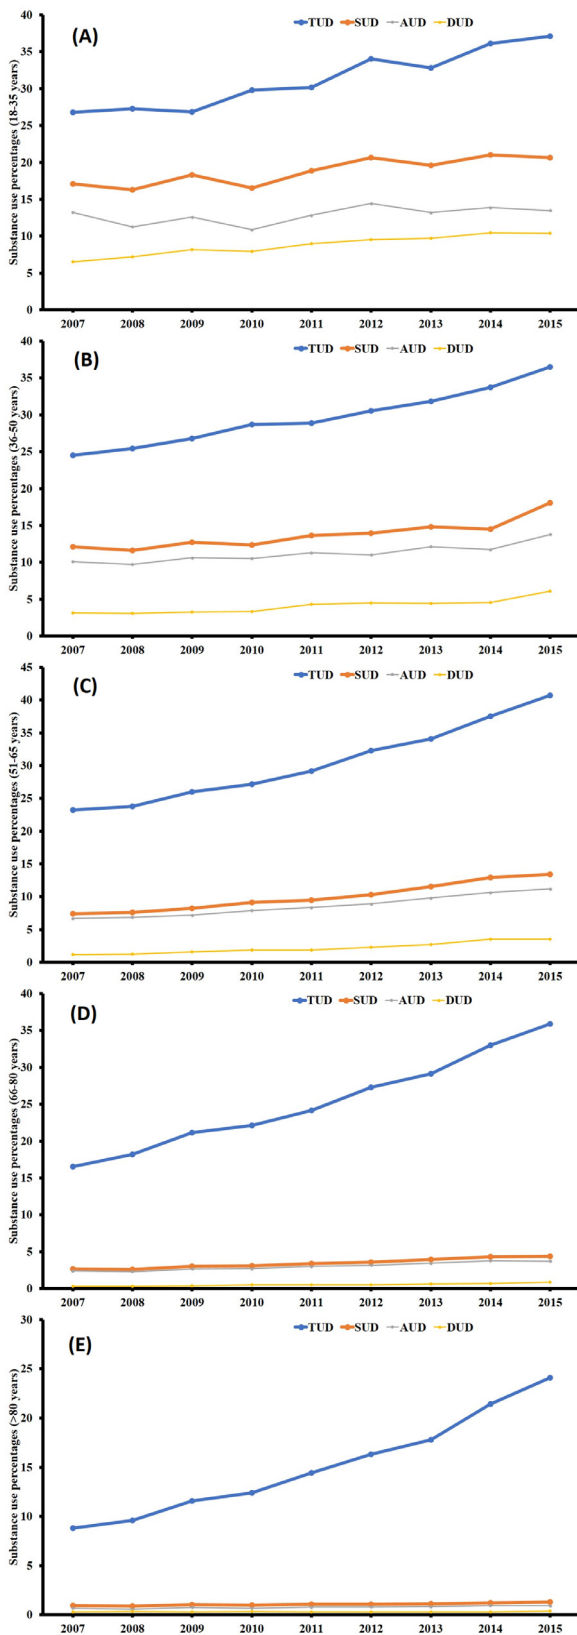 (A)
TUD SUD AUD DUD
Substance use percentages (18-35 years)
40
35
30
25
20
15
10
5
0
2007 2008 2009 2010 2011 2012 2013 2014 2015
(B)
TUD SUD AUD DUD
Substance use percentages (36-50 years)
40
35
30
25
20
15
10
5
0
2007 2008 2009 2010 2011 2012 2013 2014 2015
(C)
TUD SUD AUD DUD
Substance use percentages (51-65 years)
45
40
35
30
25
20
15
10
5
0
2007 2008 2009 2010 2011 2012 2013 2014 2015
(D)
TUD SUD AUD DUD
Substance use percentages (66-80 years)
40
35
30
25
20
15
10
5
0
2007 2008 2009 2010 2011 2012 2013 2014 2015
(E)
TUD SUD AUD DUD
Substance use percentages (>80 years)
30
25
20
15
10
5
0
2007 2008 2009 2010 2011 2012 2013 2014 2015